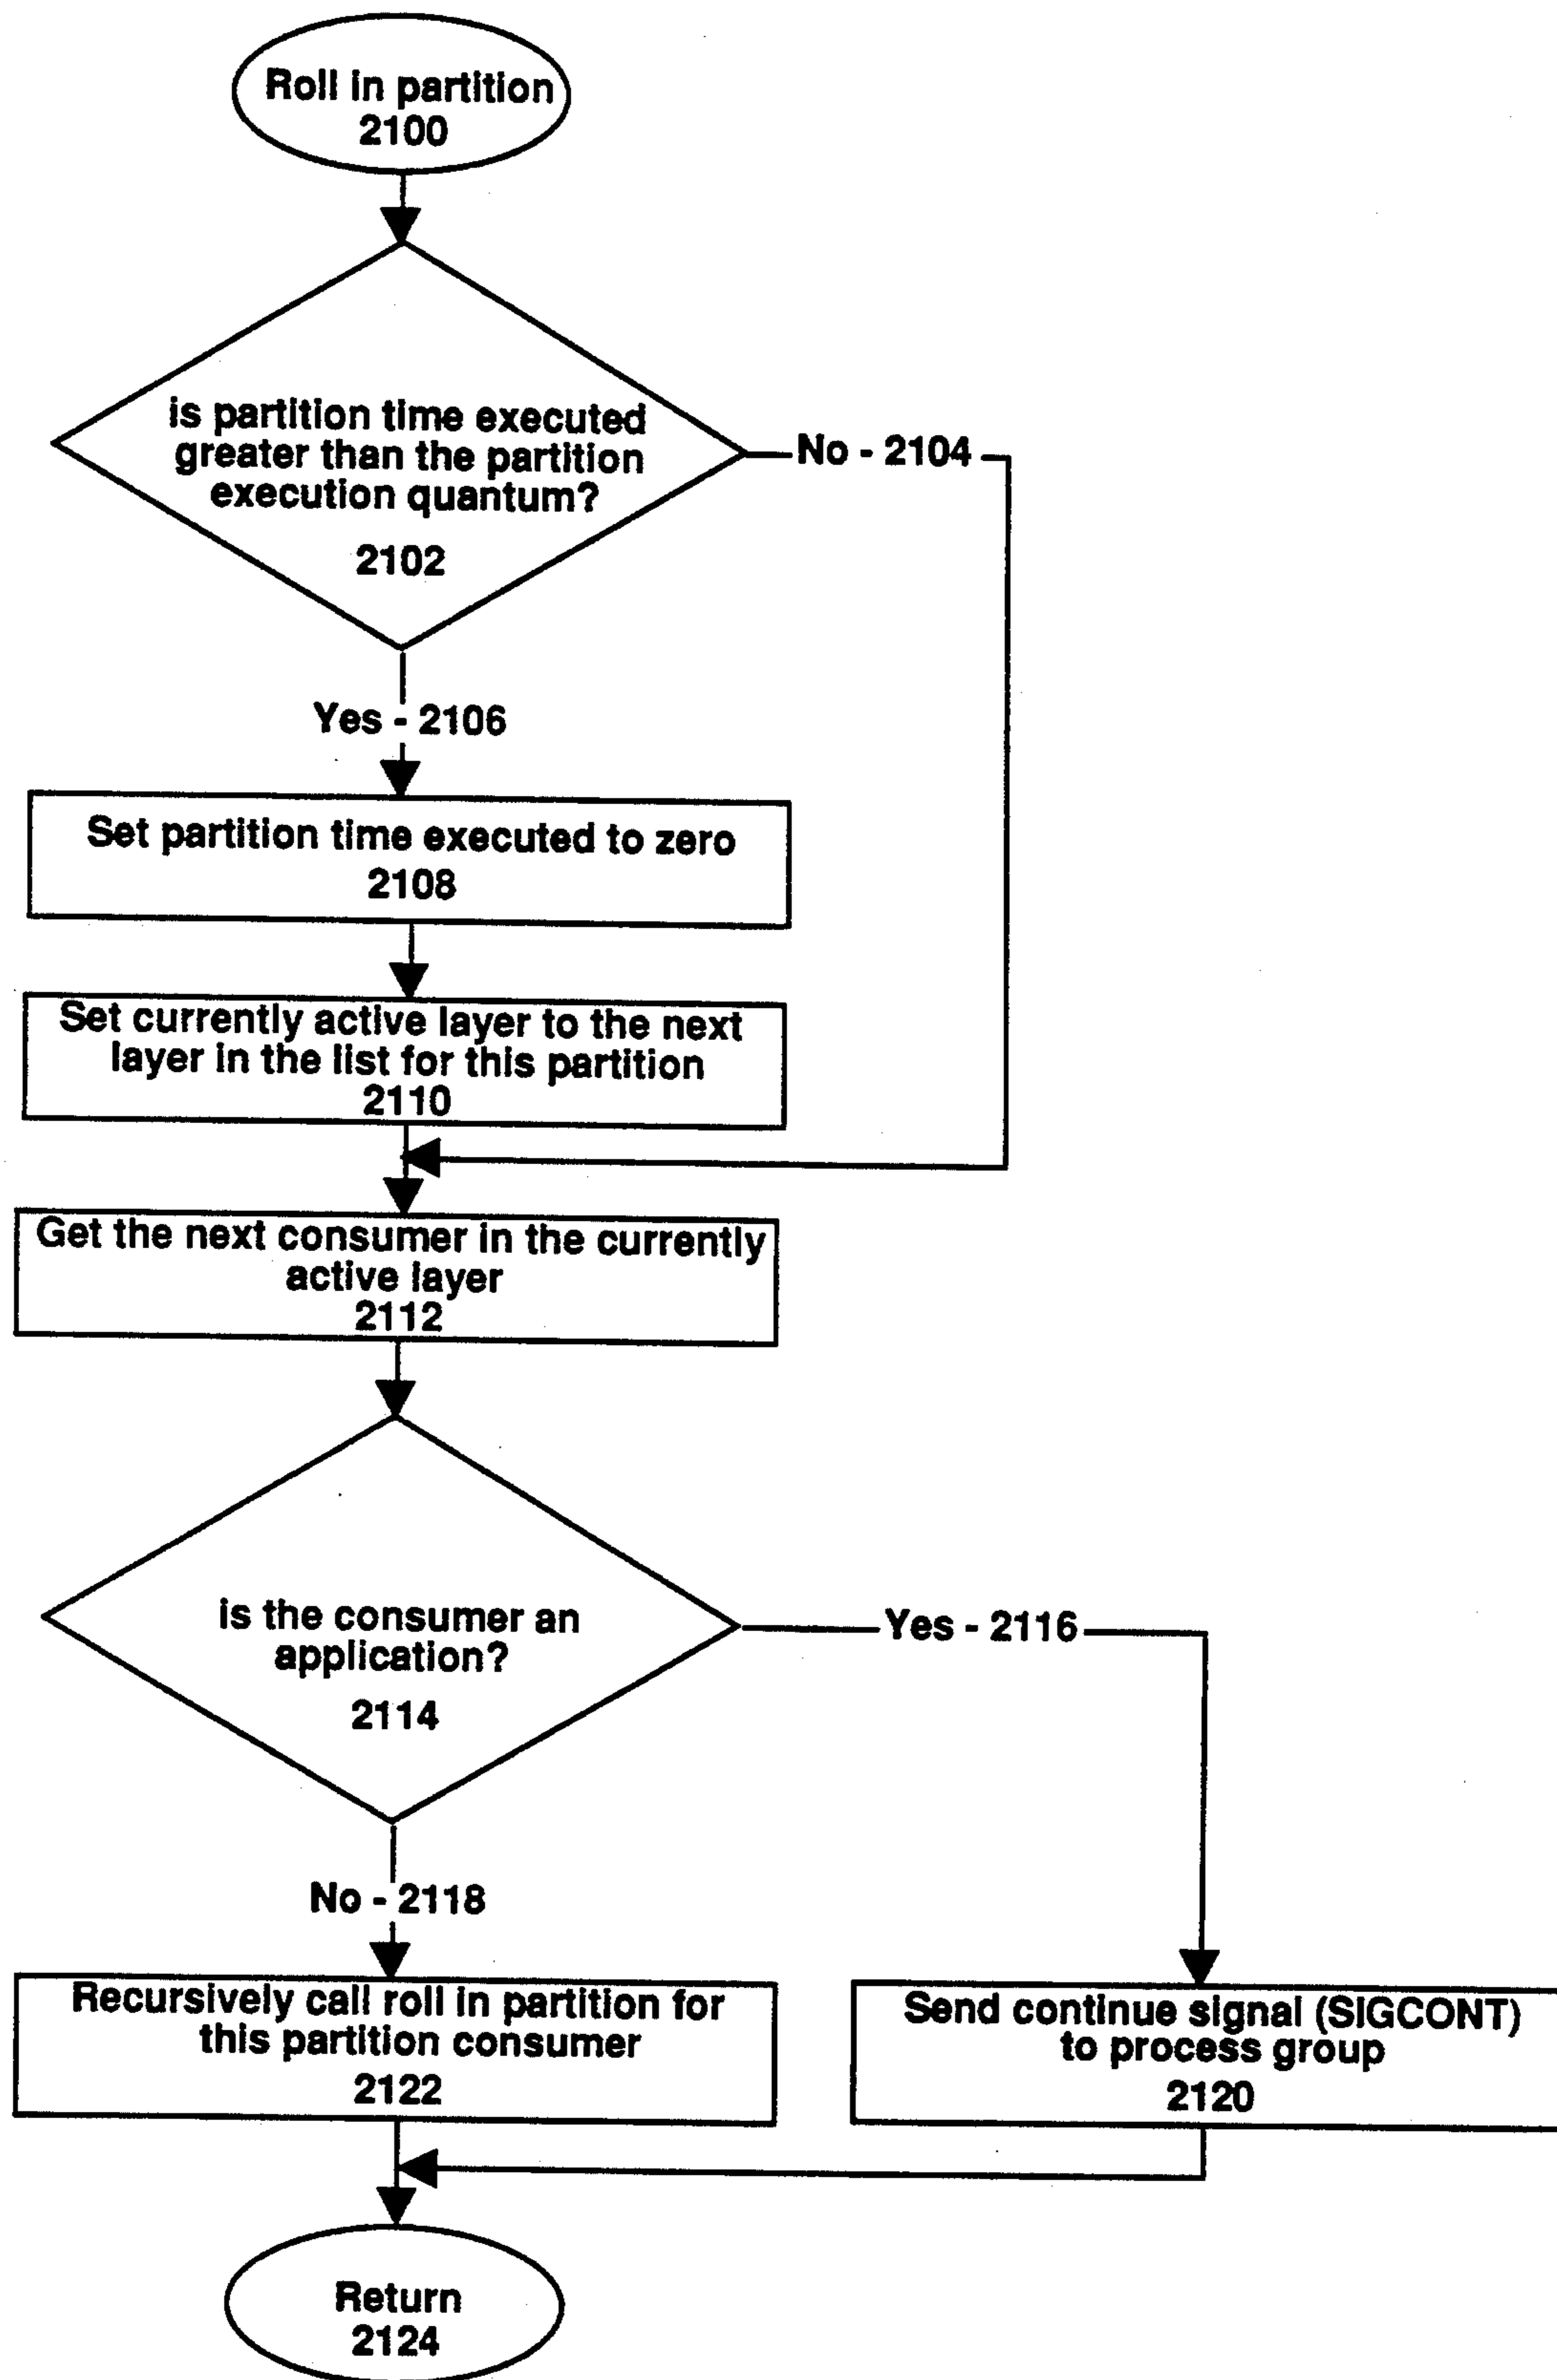 Roll in partition
2100
is partition time executed
greater than the partition
execution quantum?
2102
No - 2104
Yes - 2106
Set partition time executed to zero
2108
Set currently active layer to the next
layer in the list for this partition
2110
Get the next consumer in the currently
active layer
2112
is the consumer an
application?
2114
Yes - 2116
No - 2118
Recursively call roll in partition for
this partition consumer
2122
Send continue signal (SIGCONT)
to process group
2120
Return
2124